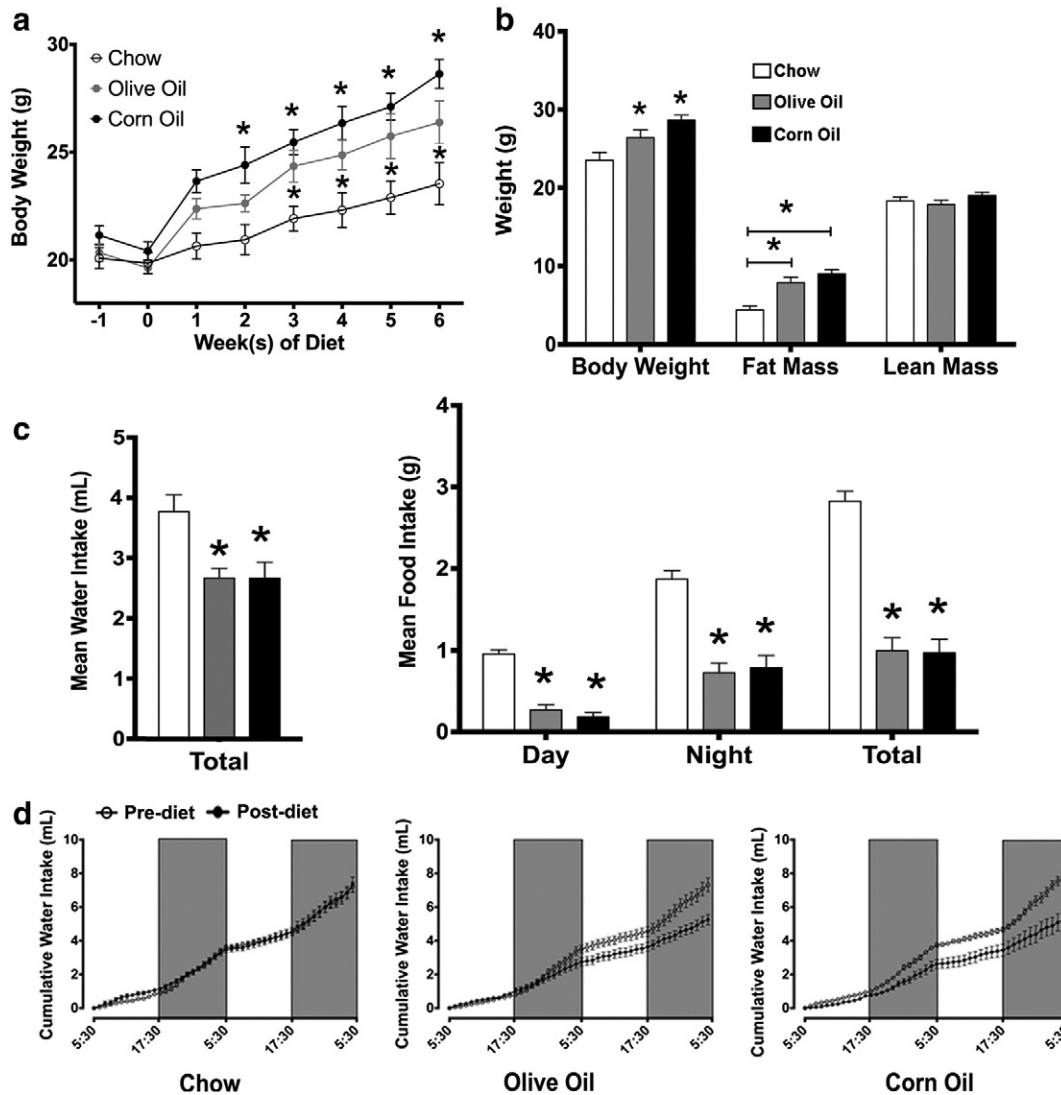 a
Body Weight (g)
30
25
20
Chow
Olive Oil
Corn Oil
* * * * *
* * * *
-1 0 1 2 3 4 5 6
Week(s) of Diet
b
Weight (g)
40
30
20
10
0
Chow
Olive Oil
Corn Oil
* *
*
*
Body Weight Fat Mass Lean Mass
c
Mean Water Intake (mL)
5
4
3
2
1
0
* *
Total
Mean Food Intake (g)
4
3
2
1
0
* * * * * *
Day Night Total
d
Pre-diet Post-diet
Cumulative Water Intake (mL)
10
8
6
4
2
0
5:30 17:30 5:30 17:30 5:30
Chow
Cumulative Water Intake (mL)
10
8
6
4
2
0
5:30 17:30 5:30 17:30 5:30
Olive Oil
Cumulative Water Intake (mL)
10
8
6
4
2
0
5:30 17:30 5:30 17:30 5:30
Corn Oil